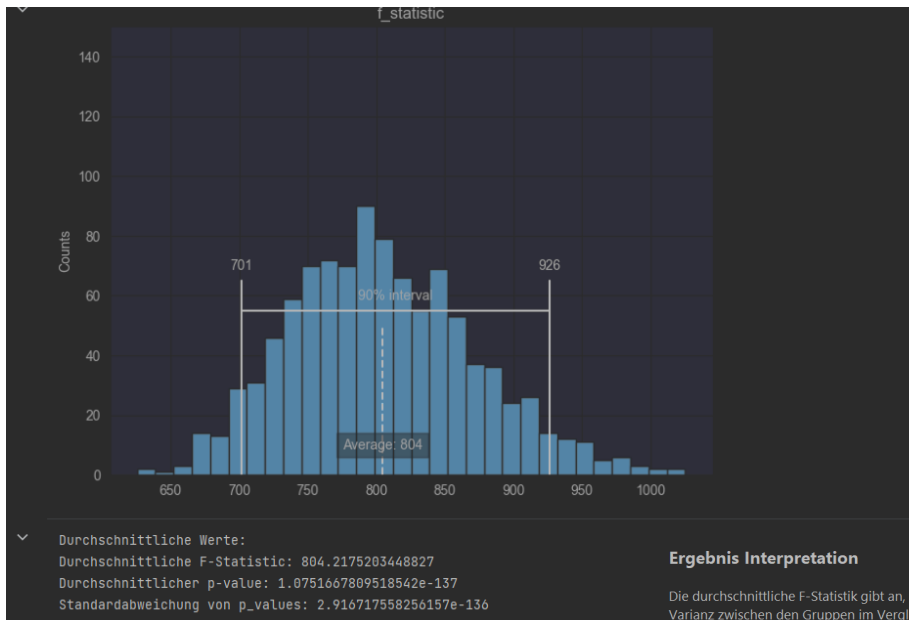 f_statistic
140
120
100
80
60
40
20
0
Counts
701
926
90% interval
Average: 804
650 700 750 800 850 900 950 1000
Durchschnittliche Werte:
Durchschnittliche F-Statistic: 804.2175203448827
Durchschnittlicher p-value: 1.0751667809518542e-137
Standardabweichung von p_values: 2.916717558256157e-136
Ergebnis Interpretation
Die durchschnittliche F-Statistik gibt an,
Varianz zwischen den Gruppen im Vergl